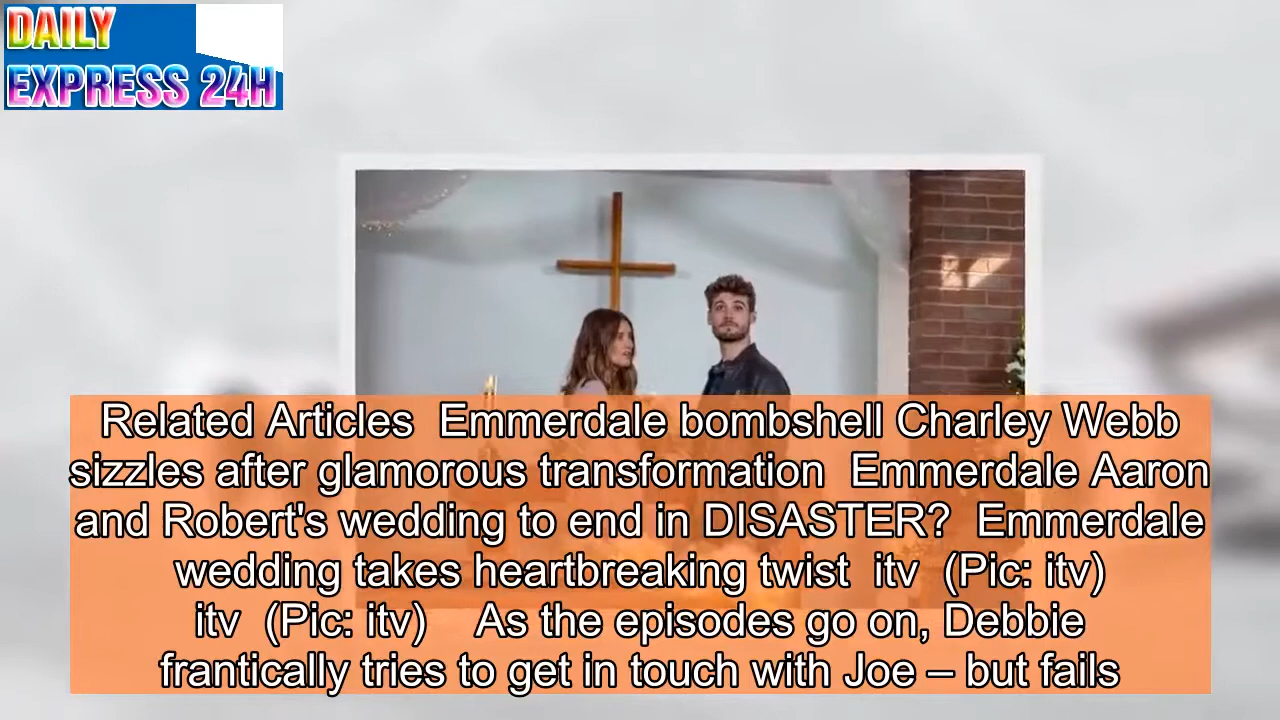 DAILY
EXPRESS 24H
Related Articles  Emmerdale bombshell Charley Webb
sizzles after glamorous transformation  Emmerdale Aaron
and Robert's wedding to end in DISASTER?  Emmerdale
wedding takes heartbreaking twist  itv  (Pic: itv)
itv  (Pic: itv)    As the episodes go on, Debbie
frantically tries to get in touch with Joe – but fails